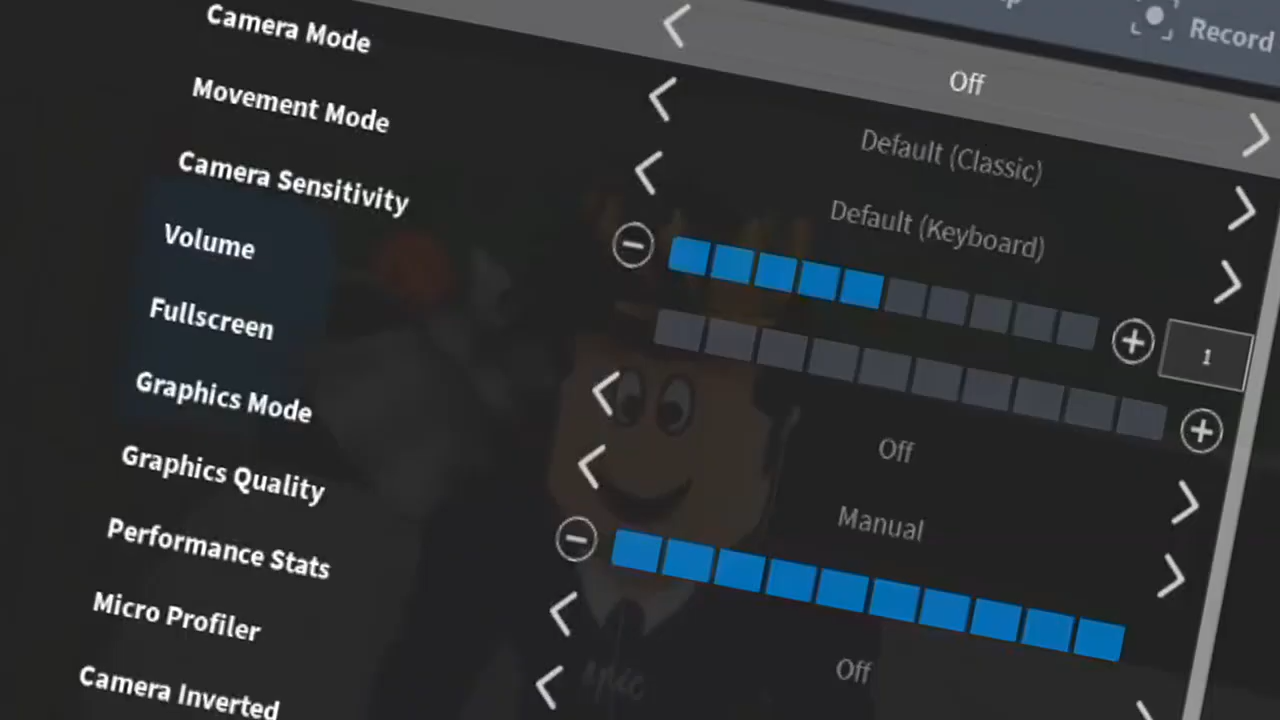 Record
Off
Camera Mode
Default (Classic)
Movement Mode
Default (Keyboard)
Camera Sensitivity
1
Volume
Fullscreen
Off
Graphics Mode
Manual
Graphics Quality
Performance Stats
Off
Micro Profiler
Camera Inverted